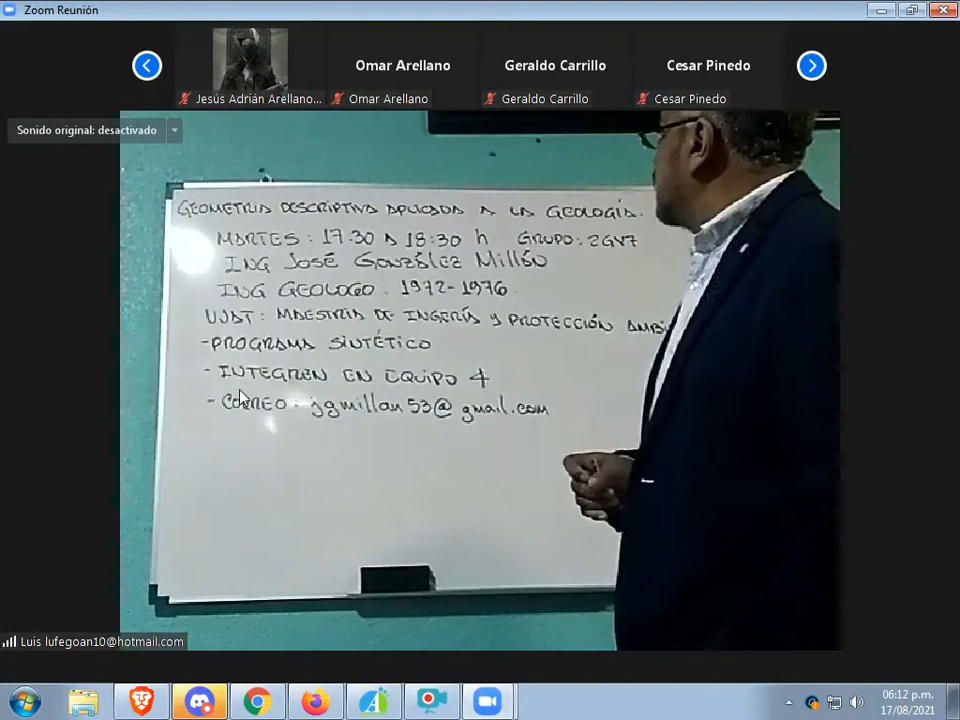 Zoom Reunión
Omar Arellano
Geraldo Carrillo
Cesar Pinedo
Jesús Adrián Arellano...
Omar Arellano
Geraldo Carrillo
Cesar Pinedo
Sonido original: desactivado
GEOMETRIA DESCRIPTIVA APLICADA A LA GEOLOGÍA.
MARTES: 17:30 A 18:30 h GRUPO: 2GV7
ING JOSÉ GONZÁLEZ MILLÁN
ING GEOLOGO. 1972-1976
UJAT: MAESTRIA DE INGERÍA Y PROTECCIÓN AMBI
-PROGRAMA SINTÉTICO
- INTEGREN EN EQUIPO 4
- CORREO. jgmillan53@gmail.com
Luis lufegoan10@hotmail.com
06:12 p.m.
17/08/2021